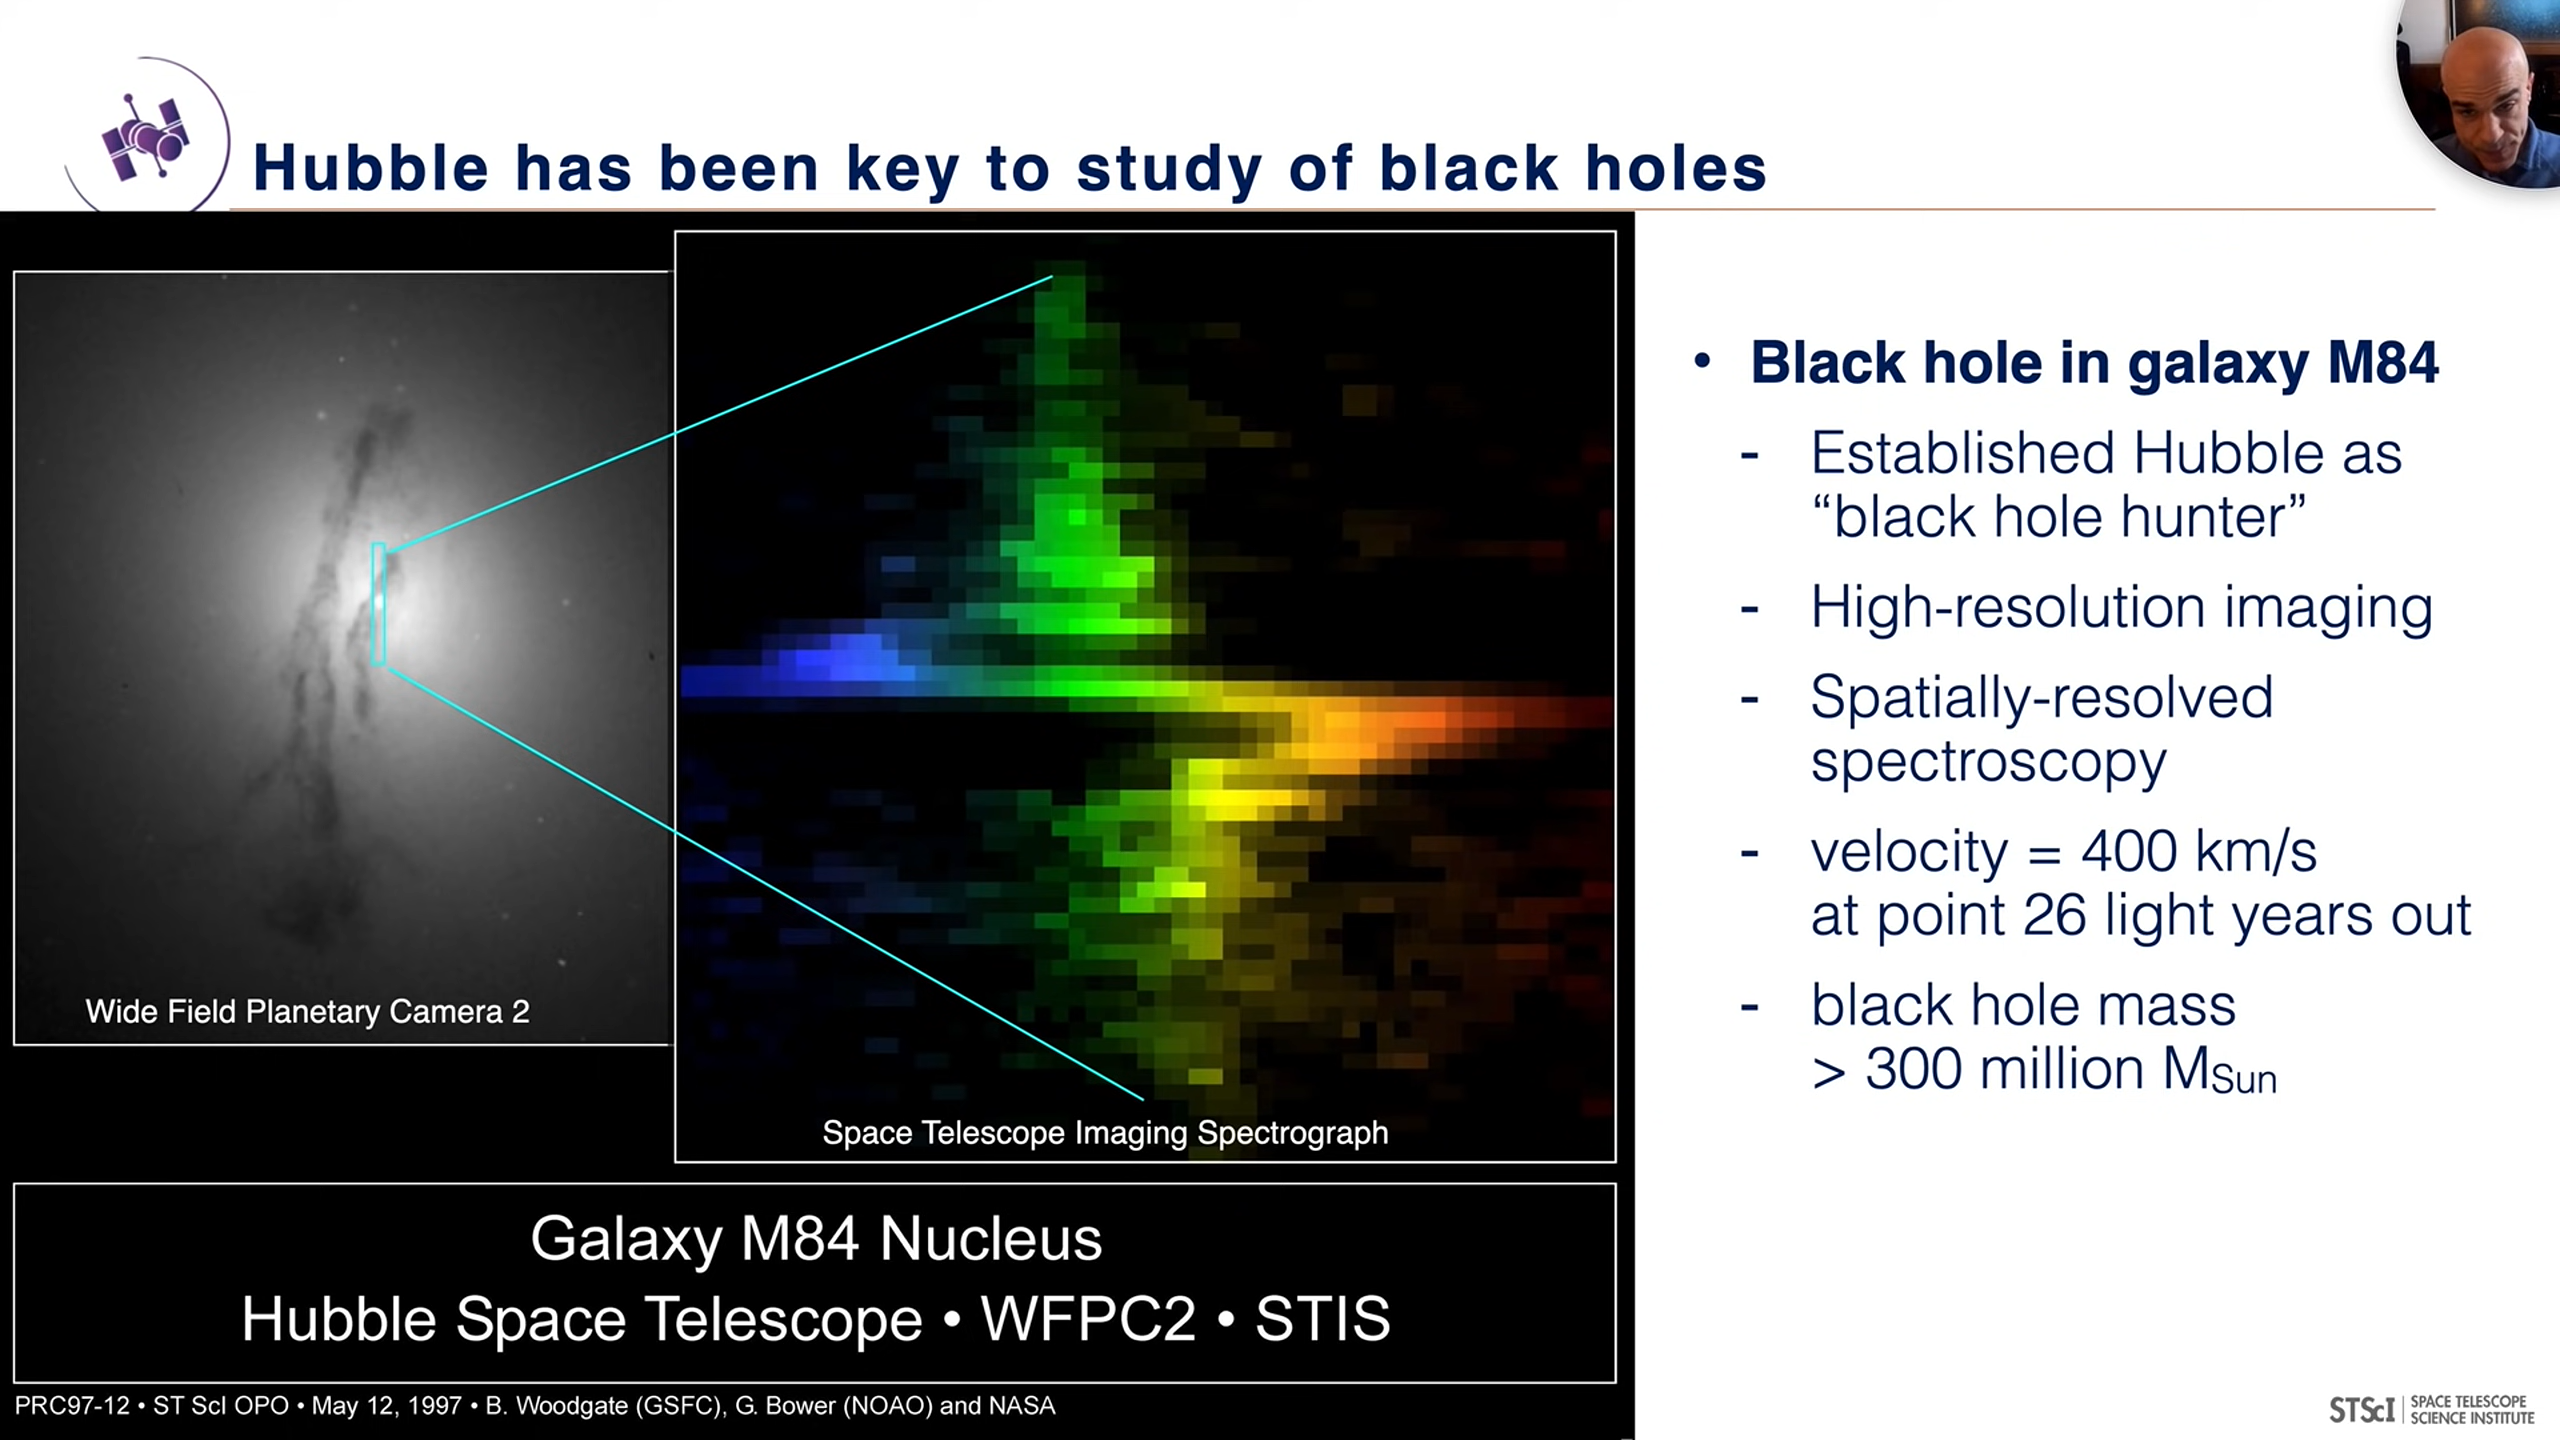 Hubble has been key to study of black holes
Wide Field Planetary Camera 2
Space Telescope Imaging Spectrograph
Galaxy M84 Nucleus
Hubble Space Telescope • WFPC2 • STIS
PRC97-12 • ST ScI OPO • May 12, 1997 • B. Woodgate (GSFC), G. Bower (NOAO) and NASA
• Black hole in galaxy M84
- Established Hubble as
“black hole hunter”
- High-resolution imaging
- Spatially-resolved
spectroscopy
- velocity = 400 km/s
at point 26 light years out
- black hole mass
> 300 million MSun
STScI | SPACE TELESCOPE
SCIENCE INSTITUTE